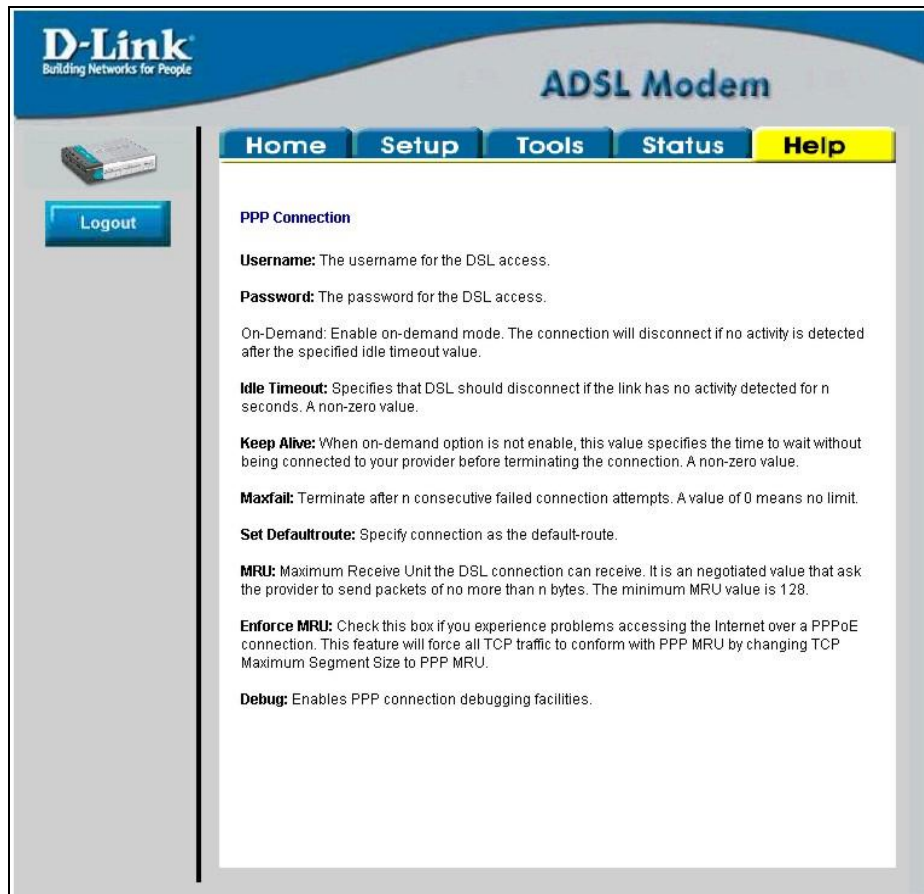 D-Link
Building Networks for People
ADSL Modem
Home Setup Tools Status Help
Logout
PPP Connection
Username: The username for the DSL access.
Password: The password for the DSL access.
On-Demand: Enable on-demand mode. The connection will disconnect if no activity is detected
after the specified idle timeout value.
Idle Timeout: Specifies that DSL should disconnect if the link has no activity detected for n
seconds. A non-zero value.
Keep Alive: When on-demand option is not enable, this value specifies the time to wait without
being connected to your provider before terminating the connection. A non-zero value.
Maxfail: Terminate after n consecutive failed connection attempts. A value of 0 means no limit.
Set Defaultroute: Specify connection as the default-route.
MRU: Maximum Receive Unit the DSL connection can receive. It is an negotiated value that ask
the provider to send packets of no more than n bytes. The minimum MRU value is 128.
Enforce MRU: Check this box if you experience problems accessing the Internet over a PPPoE
connection. This feature will force all TCP traffic to conform with PPP MRU by changing TCP
Maximum Segment Size to PPP MRU.
Debug: Enables PPP connection debugging facilities.